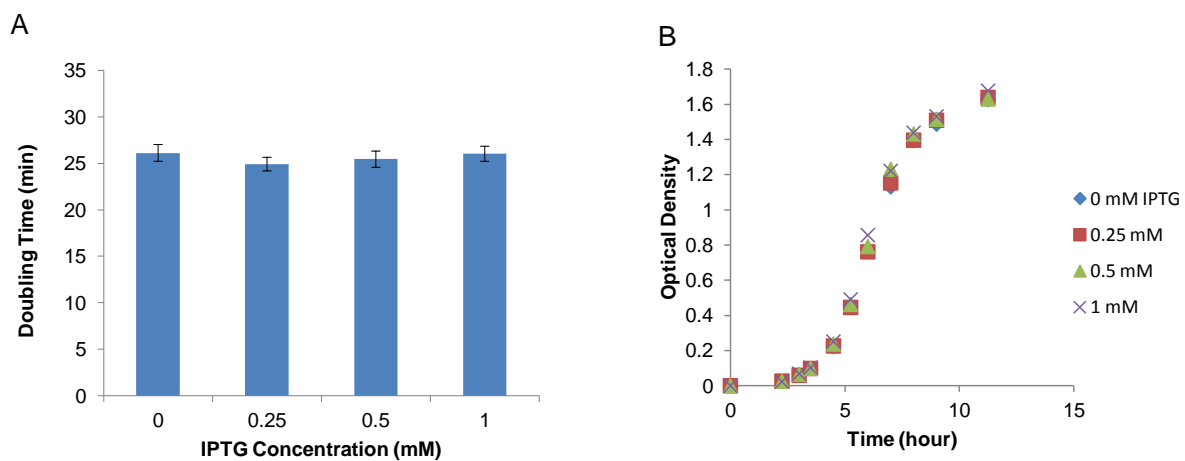 A
Doubling Time (min)
35
30
25
20
15
10
5
0
0 0.25 0.5 1
IPTG Concentration (mM)
B
Optical Density
1.8
1.6
1.4
1.2
1
0.8
0.6
0.4
0.2
0
0 5 10 15
Time (hour)
0 mM IPTG
0.25 mM
0.5 mM
1 mM